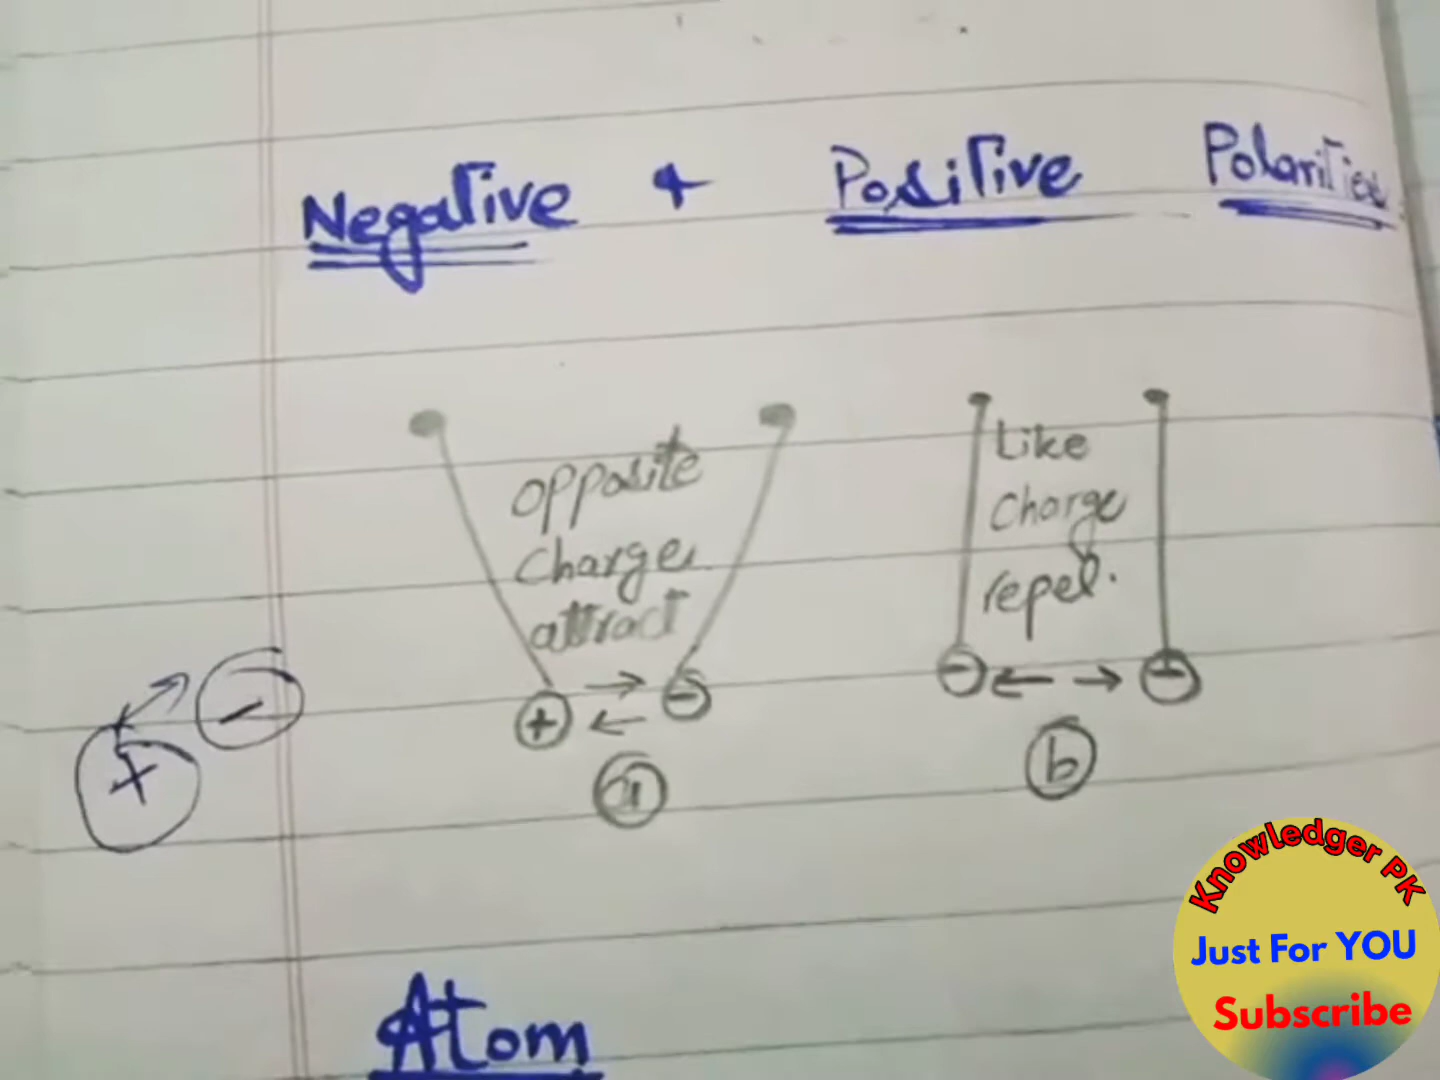 Negative + Positive Polarities.
opposite
charge
attract
Like
charge
repel.
+ -
+ -
- -
a
b
Atom
Knowledger PK
Just For YOU
Subscribe